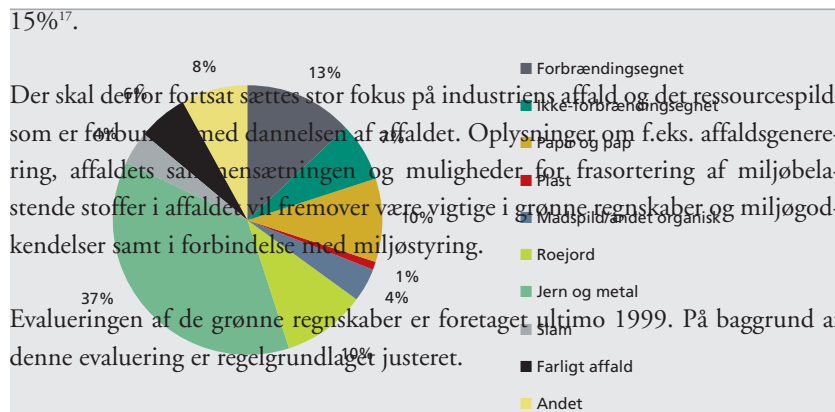 15%17.
Der skal derfor fortsat sættes stor fokus på industriens affald og det ressourcespild
som er forbundet med dannelsen af affaldet. Oplysninger om f.eks. affaldsgenere-
ring, affaldets sammensætningen og muligheder for frasortering af miljøbela-
stende stoffer i affaldet vil fremover være vigtige i grønne regnskaber og miljøgod-
kendelser samt i forbindelse med miljøstyring.
Evalueringen af de grønne regnskaber er foretaget ultimo 1999. På baggrund a
denne evaluering er regelgrundlaget justeret.
8%
13%
6%
4%
7%
10%
1%
4%
37%
10%
Forbrændingsegnet
Ikke-forbrændingsegnet
Papir og pap
Plast
Madspild/andet organisk
Roejord
Jern og metal
Slam
Farligt affald
Andet